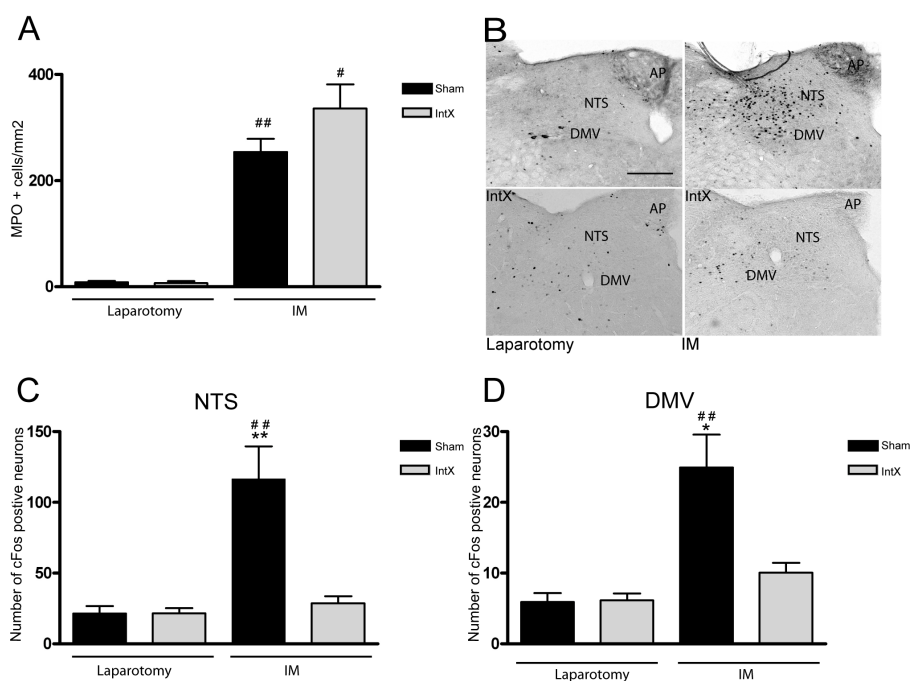 A
400
200
0
MPO + cells/mm2
##
#
Sham
IntX
Laparotomy
IM
B
AP
NTS
DMV
AP
NTS
DMV
IntX
AP
NTS
DMV
IntX
AP
NTS
DMV
Laparotomy
IM
C
NTS
150
100
50
0
Number of cFos postive neurons
# #
**
Sham
IntX
Laparotomy
IM
D
DMV
30
20
10
0
Number of cFos postive neurons
# #
*
Sham
IntX
Laparotomy
IM